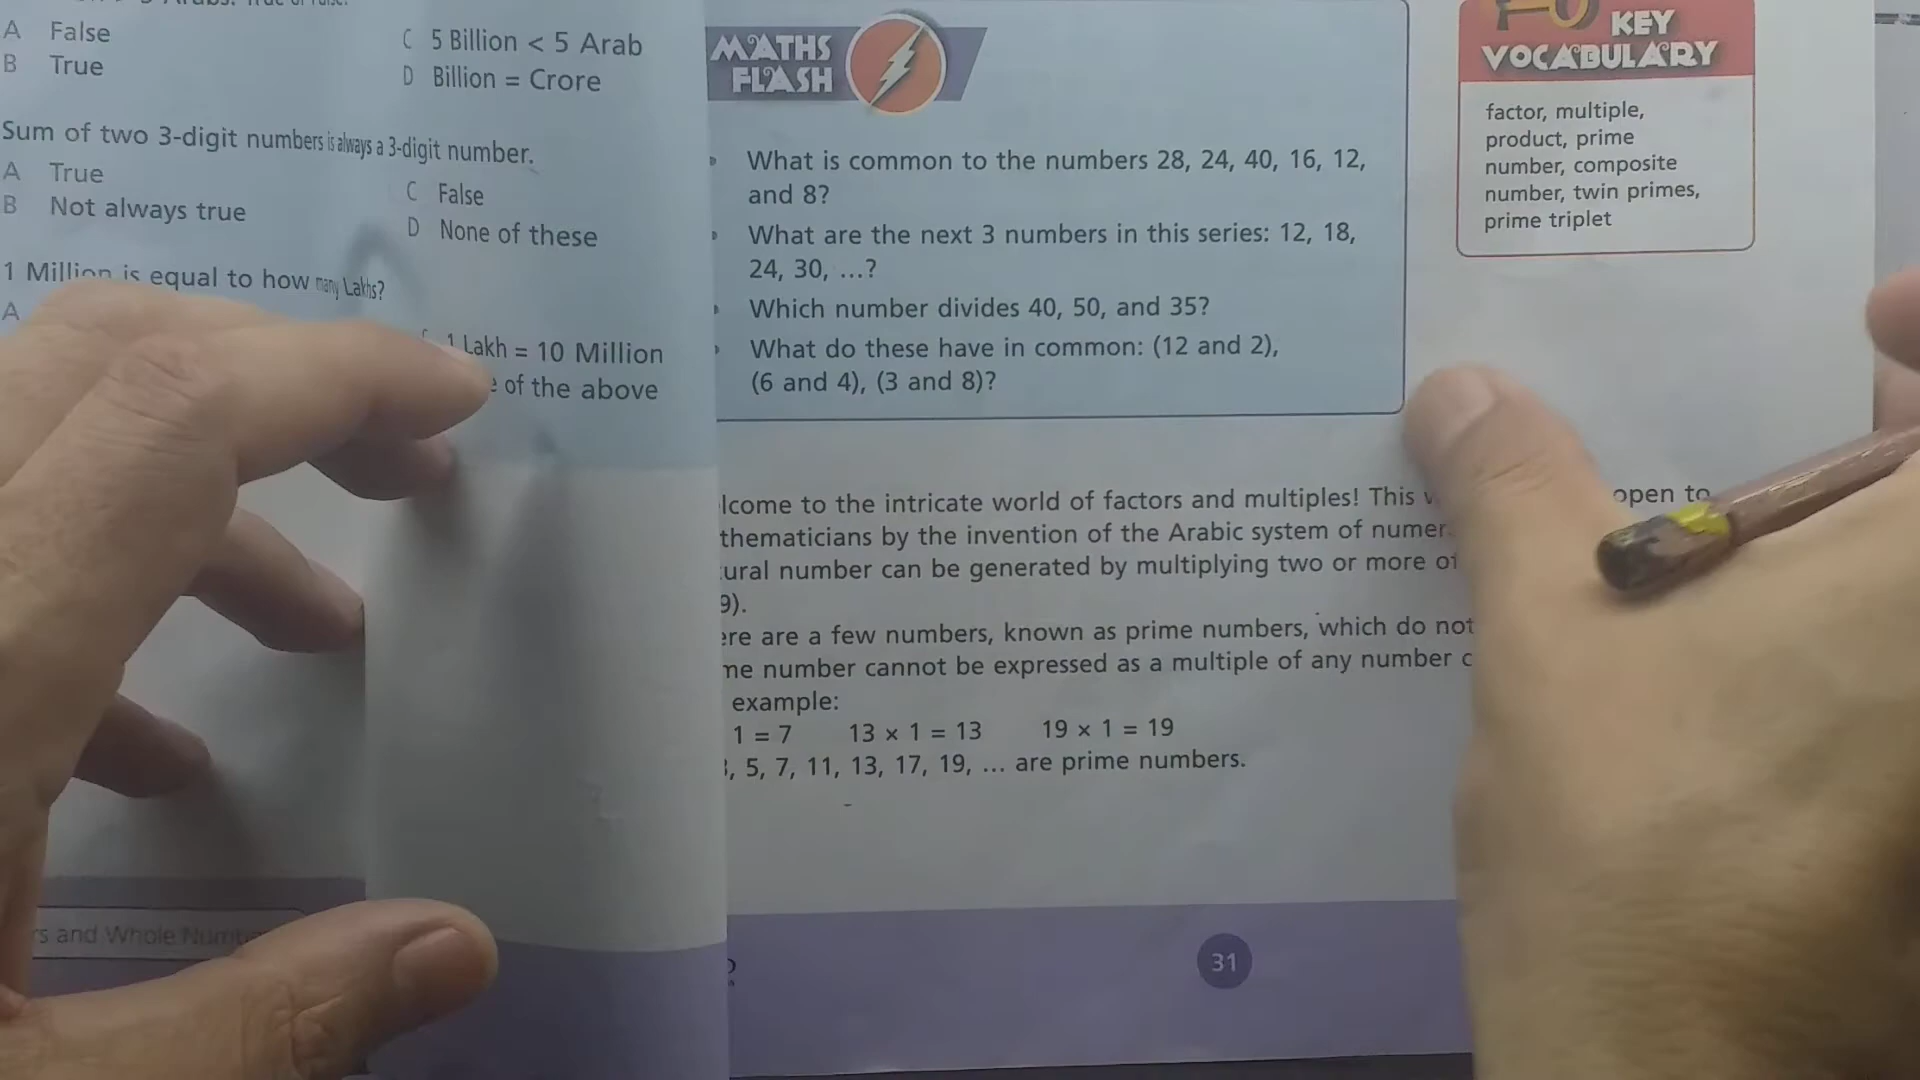 A False
B True
C 5 Billion < 5 Arab
D Billion = Crore
Sum of two 3-digit numbers is always a 3-digit number.
A True
B Not always true
C False
D None of these
1 Million is equal to how many Lakhs?
A
1 Lakh = 10 Million
of the above
s and Whole
MATHS
FLASH
What is common to the numbers 28, 24, 40, 16, 12,
and 8?
What are the next 3 numbers in this series: 12, 18,
24, 30, ...?
Which number divides 40, 50, and 35?
What do these have in common: (12 and 2),
(6 and 4), (3 and 8)?
KEY
VOCABULARY
factor, multiple,
product, prime
number, composite
number, twin primes,
prime triplet
lcome to the intricate world of factors and multiples! This open to
thematicians by the invention of the Arabic system of numer
ural number can be generated by multiplying two or more of
9).
ere are a few numbers, known as prime numbers, which do not
me number cannot be expressed as a multiple of any number
example:
1 = 7 13 × 1 = 13 19 × 1 = 19
, 5, 7, 11, 13, 17, 19, ... are prime numbers.
31